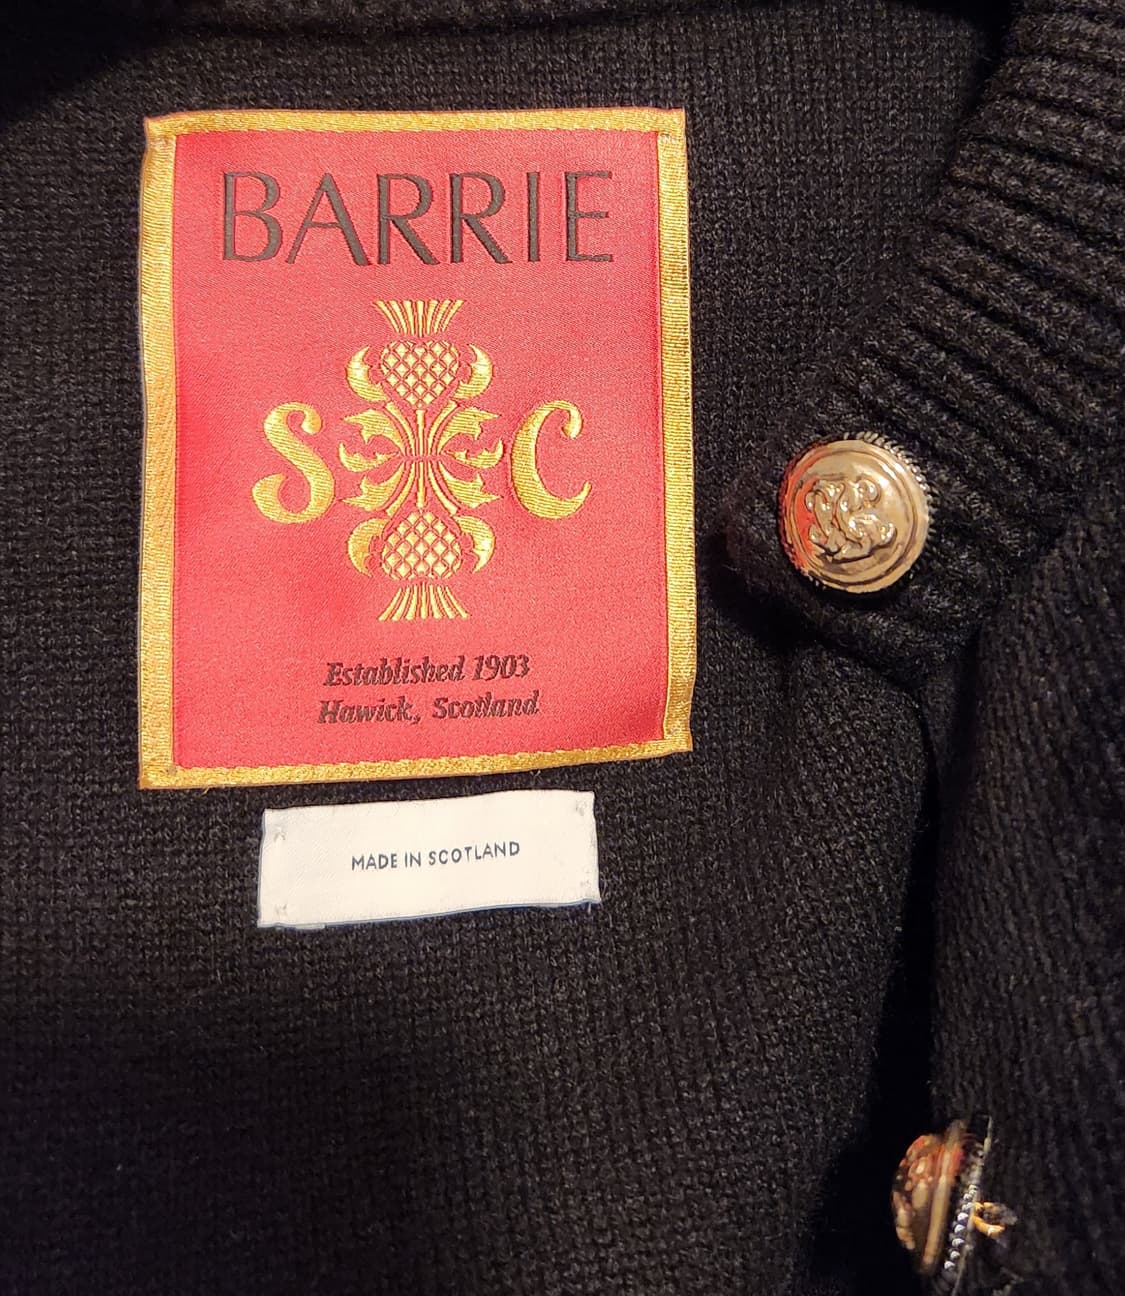 BARRIE
S C
Established 1903
Hawick, Scotland
MADE IN SCOTLAND